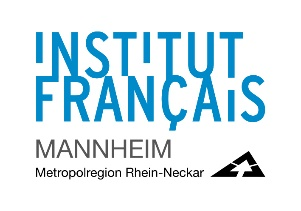 INSTITUT
FRANÇAIS
MANNHEIM
Metropolregion Rhein-Neckar